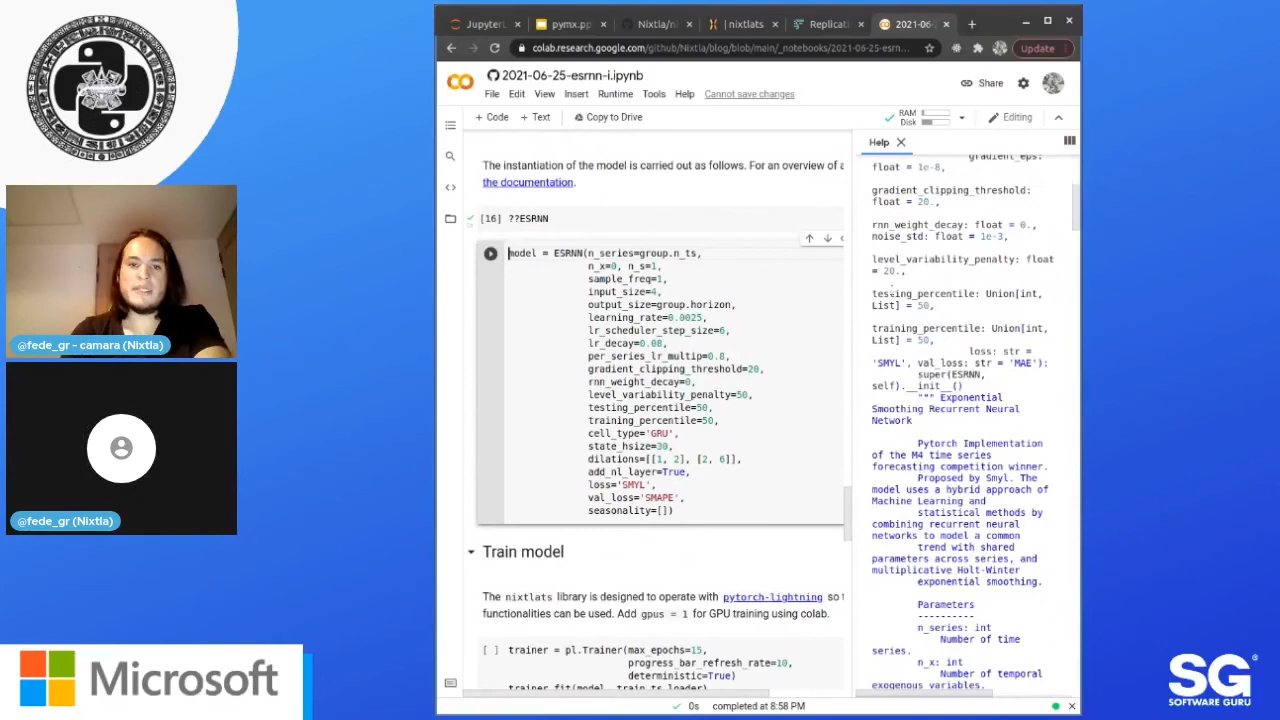 JupyterL
pymx.pp
Nixtla/n
| nixtlats
Replicati
2021-06-
colab.research.google.com/github/Nixtla/blog/blob/main/_notebooks/2021-06-25-esrn...
Update
2021-06-25-esrnn-i.ipynb
File Edit View Insert Runtime Tools Help Cannot save changes
Share
+ Code + Text Copy to Drive
RAM
Disk
Editing
The instantiation of the model is carried out as follows. For an overview of a
the documentation.
[16] ??ESRNN
model = ESRNN(n_series=group.n_ts,
n_x=0, n_s=1,
sample_freq=1,
input_size=4,
output_size=group.horizon,
learning_rate=0.0025,
lr_scheduler_step_size=6,
lr_decay=0.08,
per_series_lr_multip=0.8,
gradient_clipping_threshold=20,
rnn_weight_decay=0,
level_variability_penalty=50,
testing_percentile=50,
training_percentile=50,
cell_type='GRU',
state_hsize=30,
dilations=[[1, 2], [2, 6]],
add_nl_layer=True,
loss='SMYL',
val_loss='SMAPE',
seasonality=[])
Train model
The nixtlats library is designed to operate with pytorch-lightning so t
functionalities can be used. Add gpus = 1 for GPU training using colab.
[ ] trainer = pl.Trainer(max_epochs=15,
progress_bar_refresh_rate=10,
deterministic=True)
trainer.fit(model, train_ts_loader)
Help
gradient_eps:
float = 1e-8,
gradient_clipping_threshold:
float = 20.,
rnn_weight_decay: float = 0.,
noise_std: float = 1e-3,
level_variability_penalty: float
= 20.,
testing_percentile: Union[int,
List] = 50,
training_percentile: Union[int,
List] = 50,
loss: str =
'SMYL', val_loss: str = 'MAE'):
super(ESRNN,
self).__init__()
""" Exponential
Smoothing Recurrent Neural
Network
Pytorch Implementation
of the M4 time series
forecasting competition winner.
Proposed by Smyl. The
model uses a hybrid approach of
Machine Learning and
statistical methods by
combining recurrent neural
networks to model a common
trend with shared
parameters across series, and
multiplicative Holt-Winter
exponential smoothing.
Parameters
----------
n_series: int
Number of time
series.
n_x: int
Number of temporal
exogenous variables.
0s completed at 8:58 PM
@fede_gr - camara (Nixtla)
@fede_gr (Nixtla)
Microsoft
SG
SOFTWARE GURU